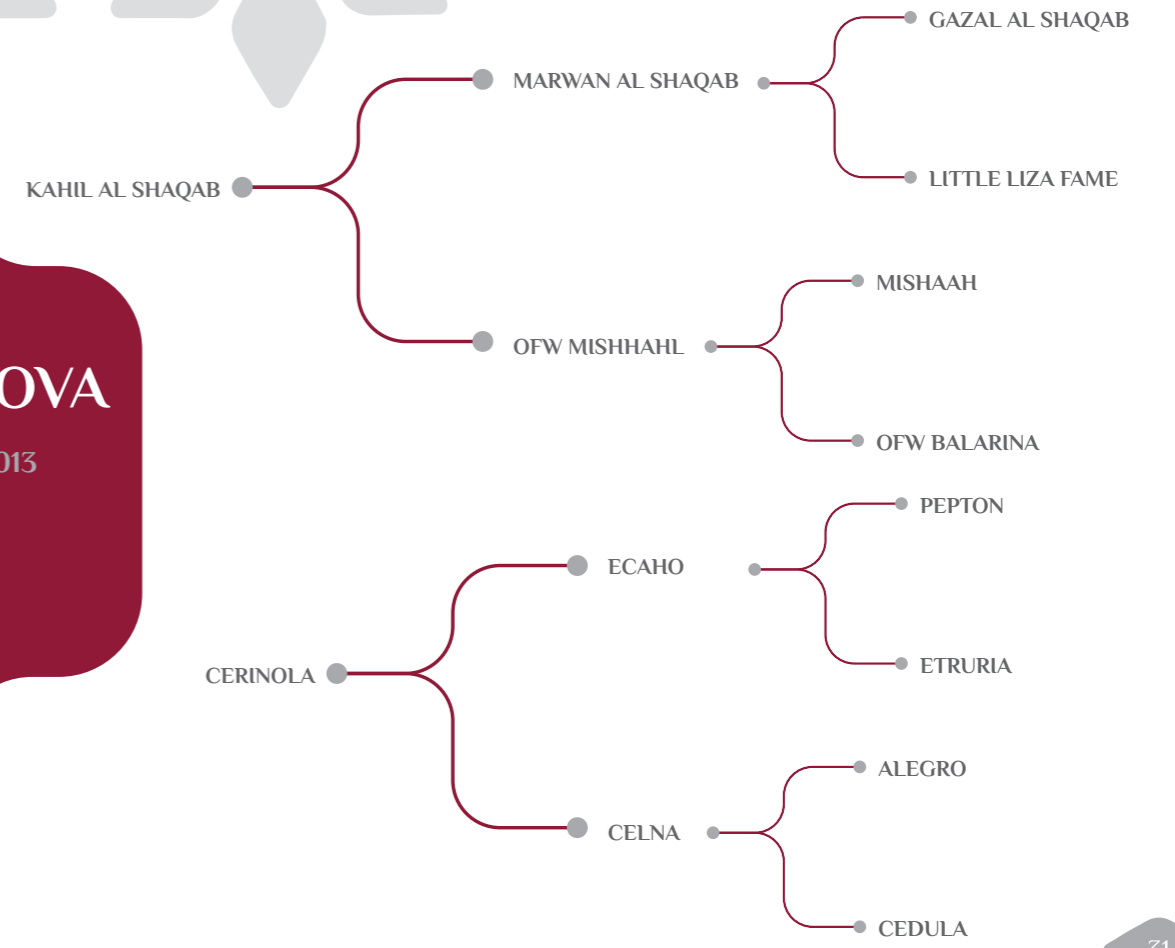 GAZAL AL SHAQAB
MARWAN AL SHAQAB
LITTLE LIZA FAME
KAHIL AL SHAQAB
MISHAAH
OFW MISHHAHL
OFW BALARINA
OVA
013
PEPTON
ECAHO
ETRURIA
CERINOLA
ALEGRO
CELNA
CEDULA